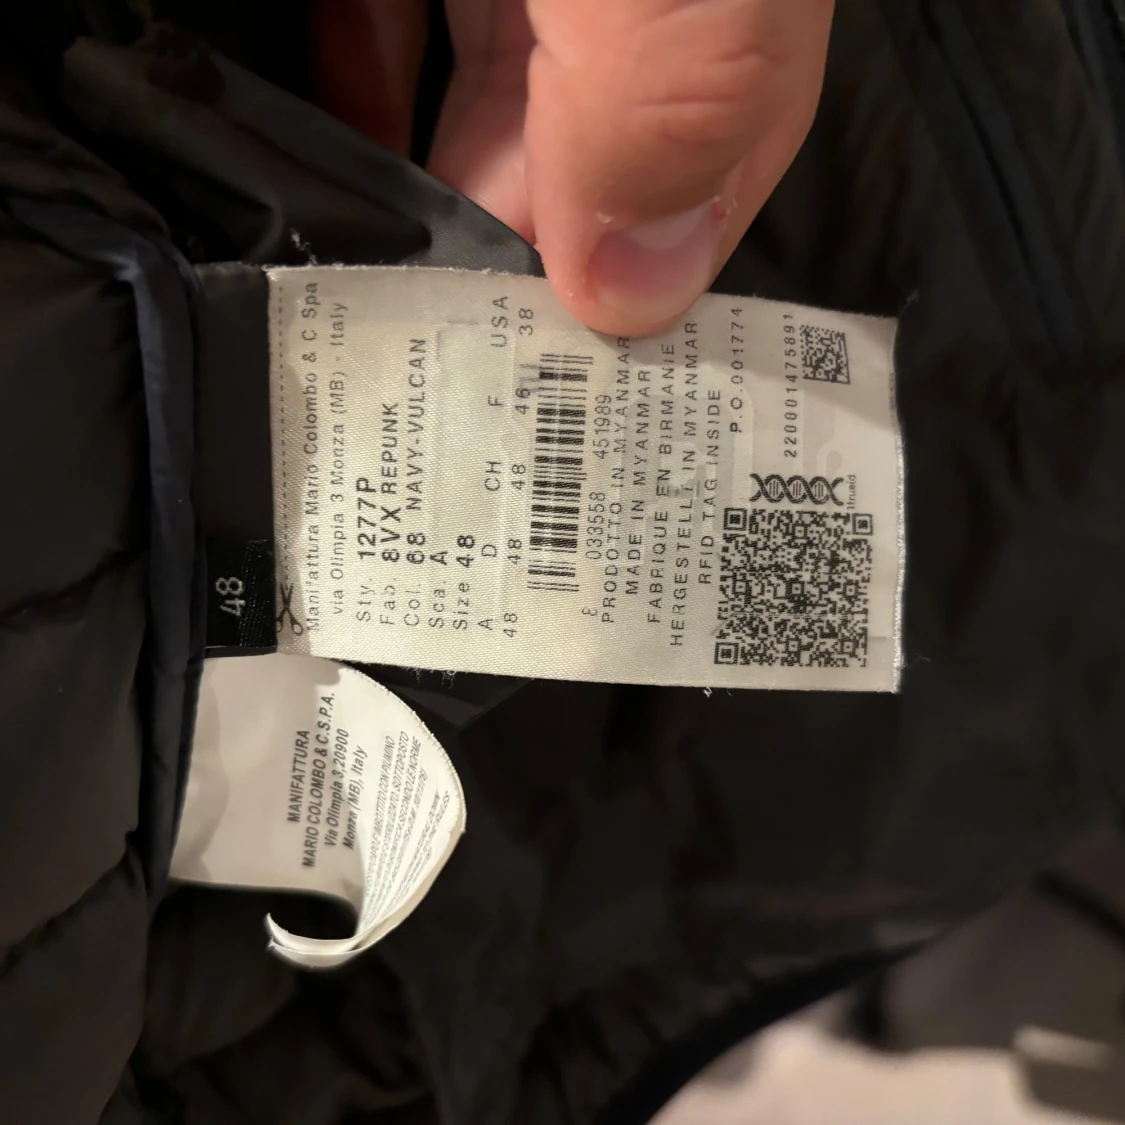 48
Manifattura Mario Colombo & C Spa
via Olimpia 3 Monza (MB) - Italy
Sty. 1277P
Fab. 8VX REPUNK
Col. 68 NAVY-VULCAN
Sca. A
Size 48
A D CH F USA
48 48 48 46 38
8033558 451989
PRODOTTO IN MYANMAR
MADE IN MYANMAR
FABRIQUE EN BIRMANIE
HERGESTELLT IN MYANMAR
RFID TAG INSIDE
P.O.001774
220001475891
MANIFATTURA
MARIO COLOMBO & C.S.P.A.
Via Olimpia 3,20900
Monza (MB), Italy